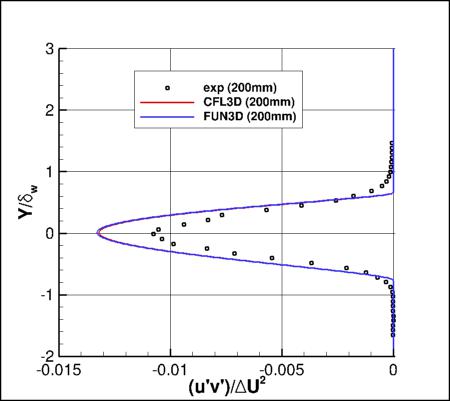 3
exp (200mm)
CFL3D (200mm)
FUN3D (200mm)
2
1
Y/δw
0
-1
-2
-0.015 -0.01 -0.005 0
(u'v')/ΔU²